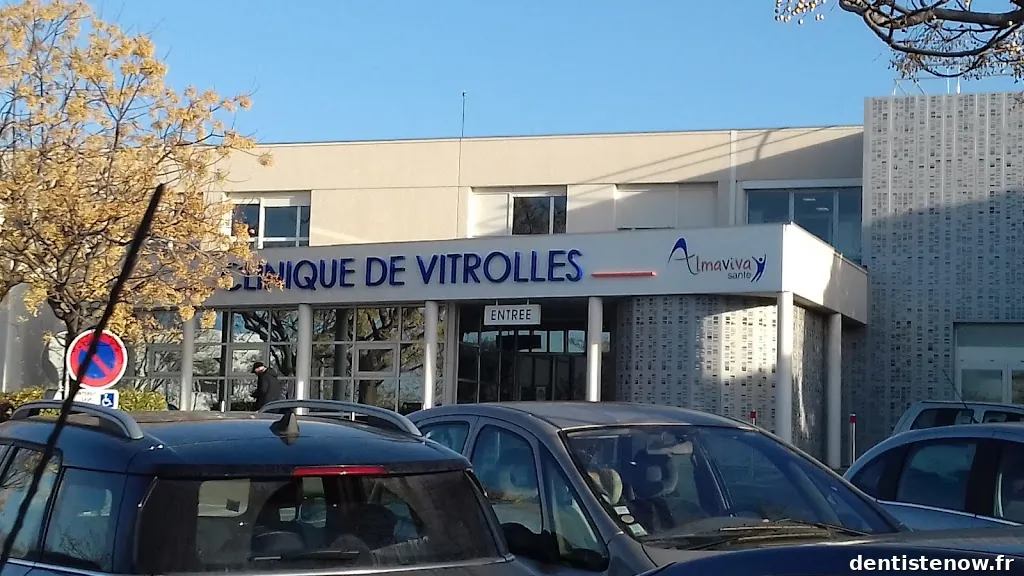 CLINIQUE DE VITROLLES
Almaviva
santé
ENTREE
dentistenow.fr